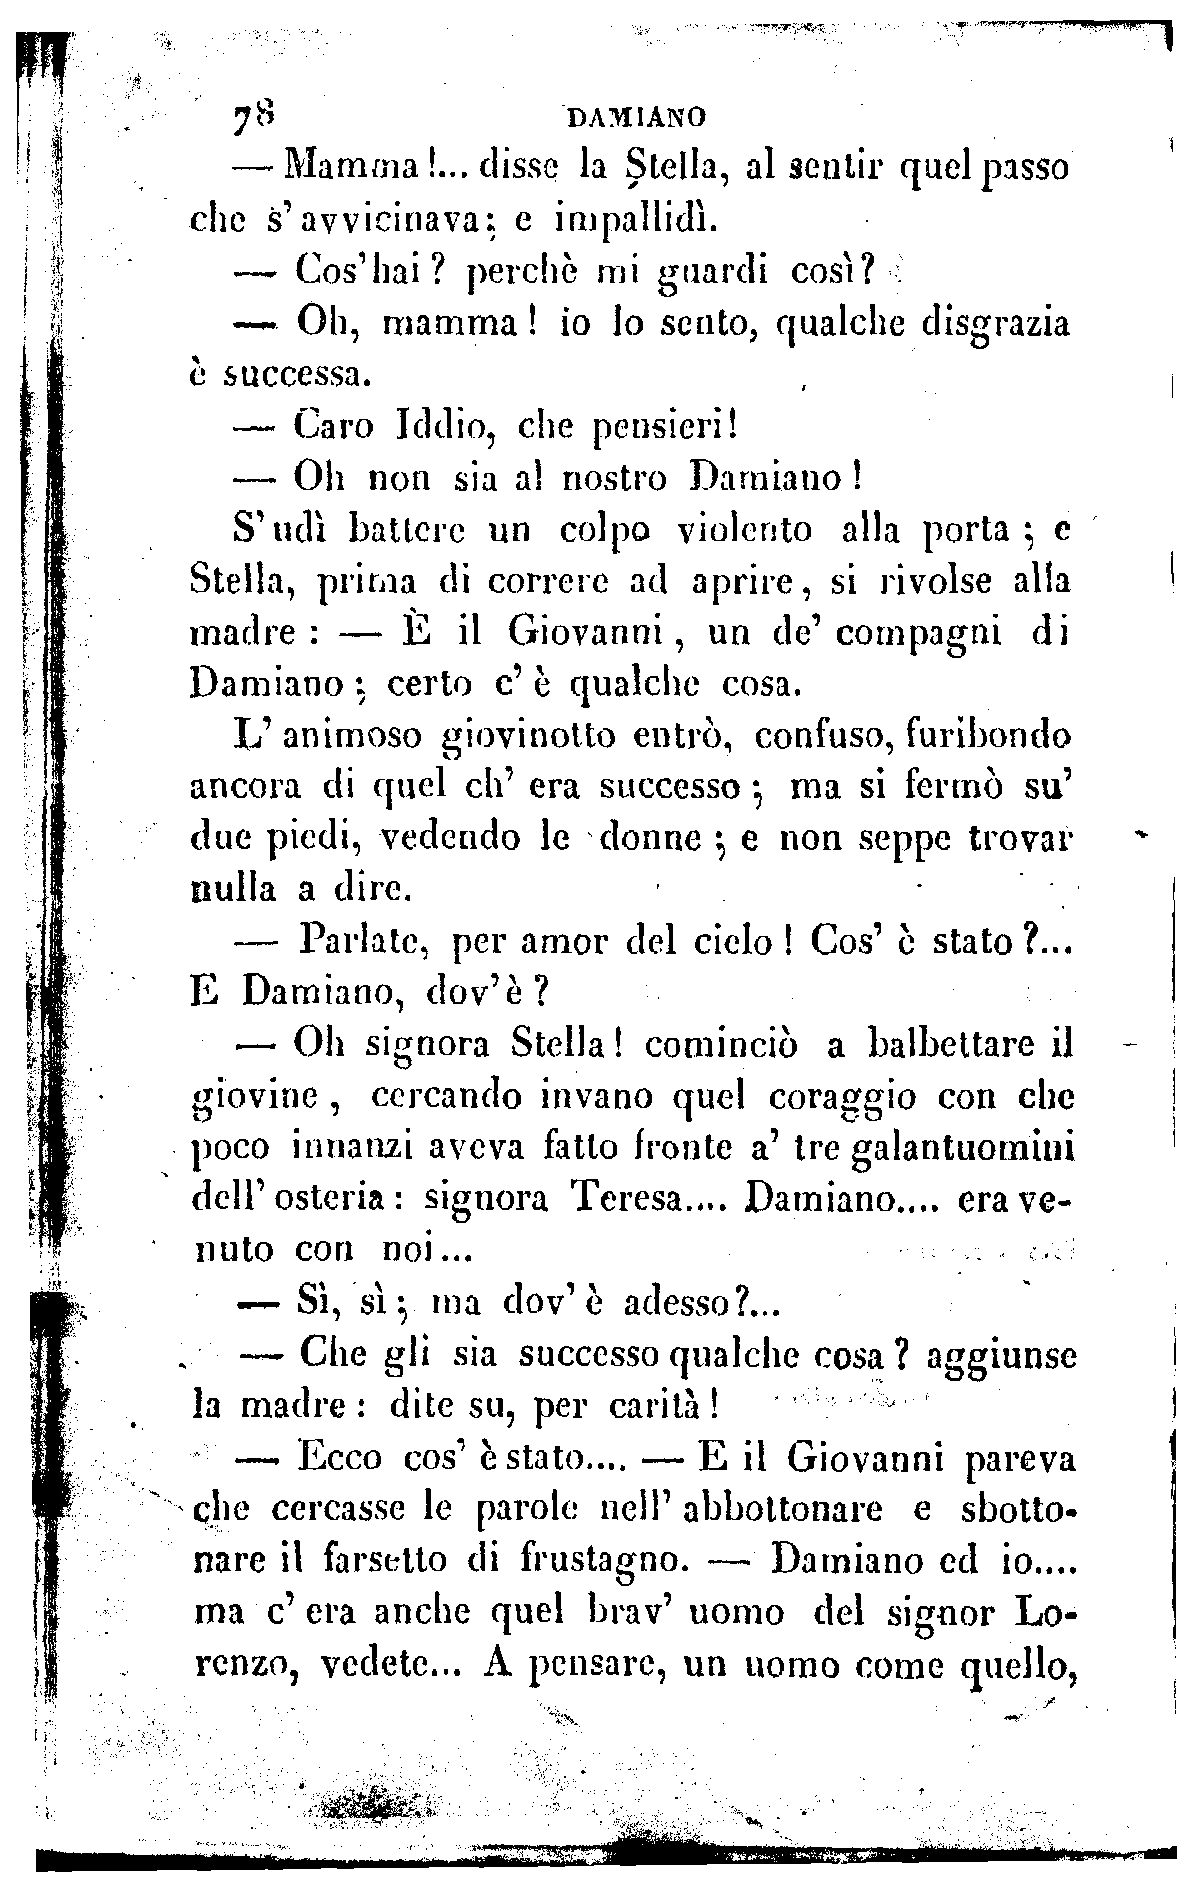 78 DAMIANO
— Mamma!... disse la Stella, al sentir quel passo
che s' avvicinava; e impallidì.
— Cos'hai? perchè mi guardi così?
— Oh, mamma! io lo sento, qualche disgrazia
è successa.
— Caro Iddio, che pensieri!
— Oh non sia al nostro Damiano!
S' udì battere un colpo violento alla porta; e
Stella, prima di correre ad aprire, si rivolse alla
madre: — È il Giovanni, un de' compagni di
Damiano; certo c' è qualche cosa.
L' animoso giovinotto entrò, confuso, furibondo
ancora di quel ch' era successo; ma si fermò su'
due piedi, vedendo le donne; e non seppe trovar
nulla a dire.
— Parlate, per amor del cielo! Cos' è stato?...
E Damiano, dov'è?
— Oh signora Stella! cominciò a balbettare il
giovine, cercando invano quel coraggio con che
poco innanzi aveva fatto fronte a' tre galantuomini
dell' osteria: signora Teresa.... Damiano.... era ve-
nuto con noi...
— Sì, sì; ma dov' è adesso?...
— Che gli sia successo qualche cosa? aggiunse
la madre: dite su, per carità!
— Ecco cos' è stato.... — E il Giovanni pareva
che cercasse le parole nell' abbottonare e sbotto-
nare il farsetto di frustagno. — Damiano ed io....
ma c' era anche quel brav' uomo del signor Lo-
renzo, vedete... A pensare, un uomo come quello,